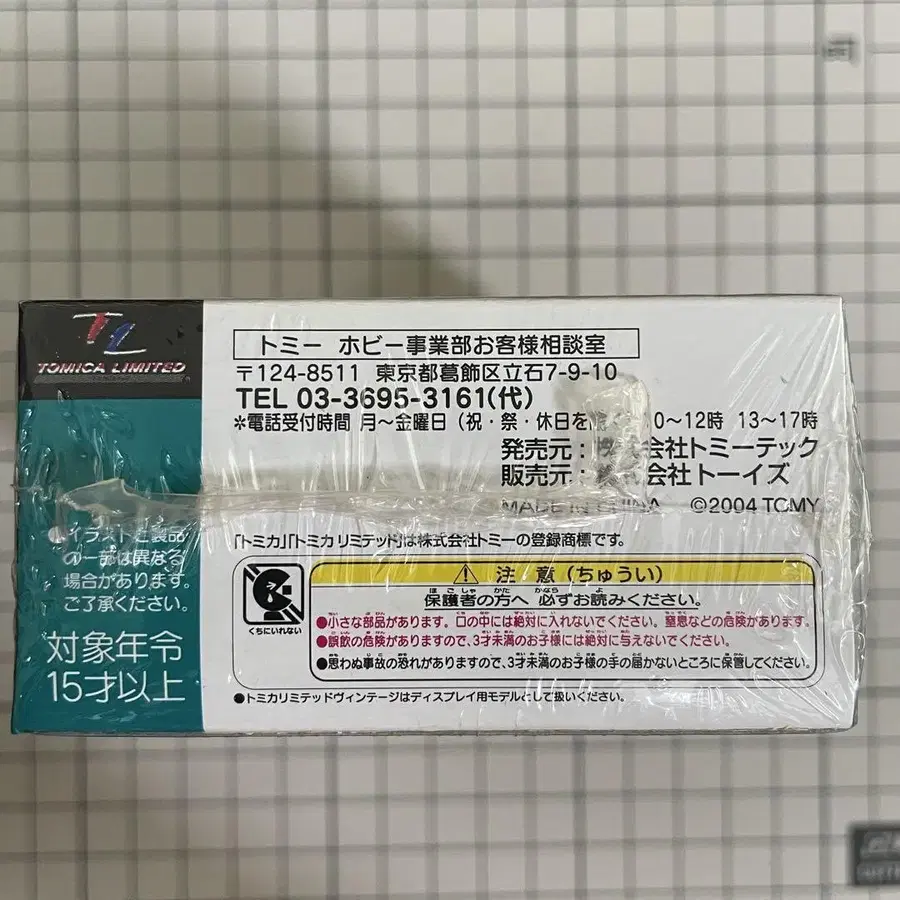 TOMICA LIMITED
トミー ホビー事業部お客様相談室
〒124-8511 東京都葛飾区立石7-9-10
TEL 03-3695-3161(代)
*電話受付時間 月〜金曜日(祝・祭・休日を 10〜12時 13〜17時
発売元:株式会社トミーテック
販売元:株式会社トーイズ
MADE IN CHINA ©2004 TOMY
「トミカ」「トミカ リミテッド」は株式会社トミーの登録商標です。
●イラストと製品
の一部は異なる
場合があります。
ご了承ください。
対象年令
15才以上
くちにいれない
⚠ 注意(ちゅうい)
ほごしゃ かた かなら よ
保護者の方へ 必ずお読みください。
●小さな部品があります。口の中には絶対に入れないでください。窒息などの危険があります。
●誤飲の危険がありますので、3才未満のお子様には絶対に与えないでください。
●思わぬ事故の恐れがありますので、3才未満のお子様の手の届かないところに保管してください。
●トミカリミテッドヴィンテージはディスプレイ用モデルとして扱いください。